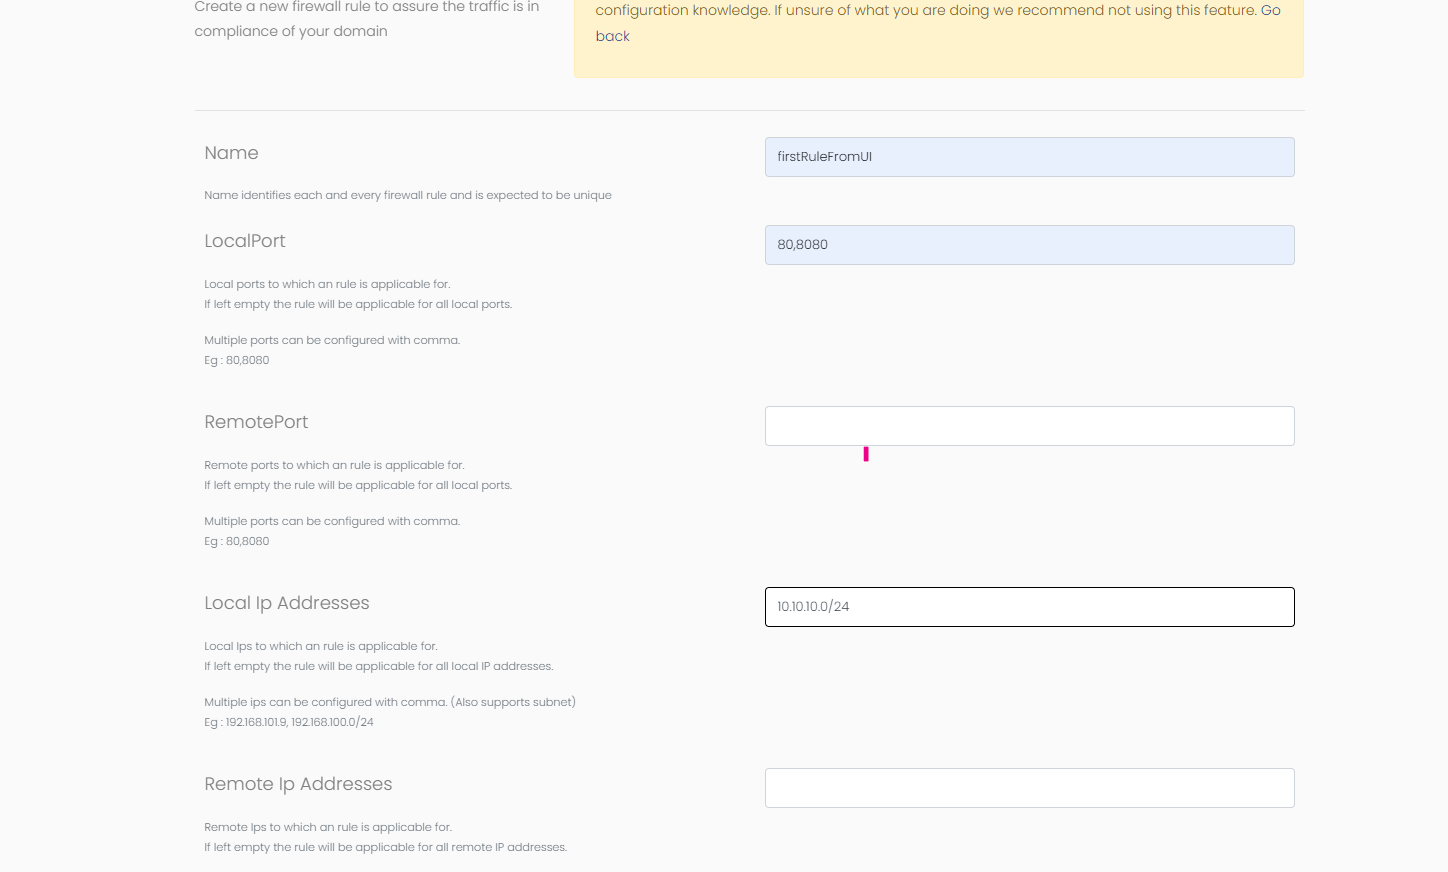 Create a new firewall rule to assure the traffic is in
compliance of your domain
configuration knowledge. If unsure of what you are doing we recommend not using this feature. Go
back
Name
firstRuleFromUI
Name identifies each and every firewall rule and is expected to be unique
LocalPort
80,8080
Local ports to which an rule is applicable for.
If left empty the rule will be applicable for all local ports.
Multiple ports can be configured with comma.
Eg : 80,8080
RemotePort
Remote ports to which an rule is applicable for.
If left empty the rule will be applicable for all local ports.
Multiple ports can be configured with comma.
Eg : 80,8080
Local Ip Addresses
10.10.10.0/24
Local Ips to which an rule is applicable for.
If left empty the rule will be applicable for all local IP addresses.
Multiple ips can be configured with comma. (Also supports subnet)
Eg : 192.168.101.9, 192.168.100.0/24
Remote Ip Addresses
Remote Ips to which an rule is applicable for.
If left empty the rule will be applicable for all remote IP addresses.